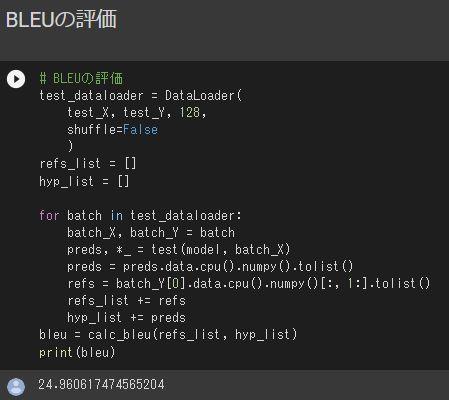 BLEUの評価
# BLEUの評価
test_dataloader = DataLoader(
    test_X, test_Y, 128,
    shuffle=False
    )
refs_list = []
hyp_list = []

for batch in test_dataloader:
    batch_X, batch_Y = batch
    preds, *_ = test(model, batch_X)
    preds = preds.data.cpu().numpy().tolist()
    refs = batch_Y[0].data.cpu().numpy()[:, 1:].tolist()
    refs_list += refs
    hyp_list += preds
bleu = calc_bleu(refs_list, hyp_list)
print(bleu)
24.960617474565204